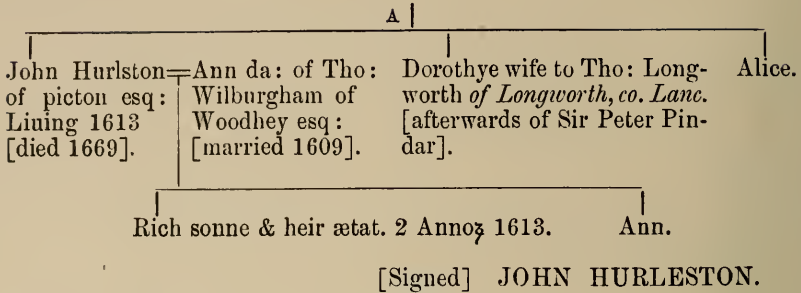 A
John Hurlston
of picton esq:
Liuing 1613
[died 1669].
Ann da: of Tho:
Wilburgham of
Woodhey esq:
[married 1609].
Dorothye wife to Tho: Long-
worth of Longworth, co. Lanc.
[afterwards of Sir Peter Pin-
dar].
Alice.
Rich sonne & heir ætat. 2 Annoꝫ 1613.
Ann.
[Signed] JOHN HURLESTON.